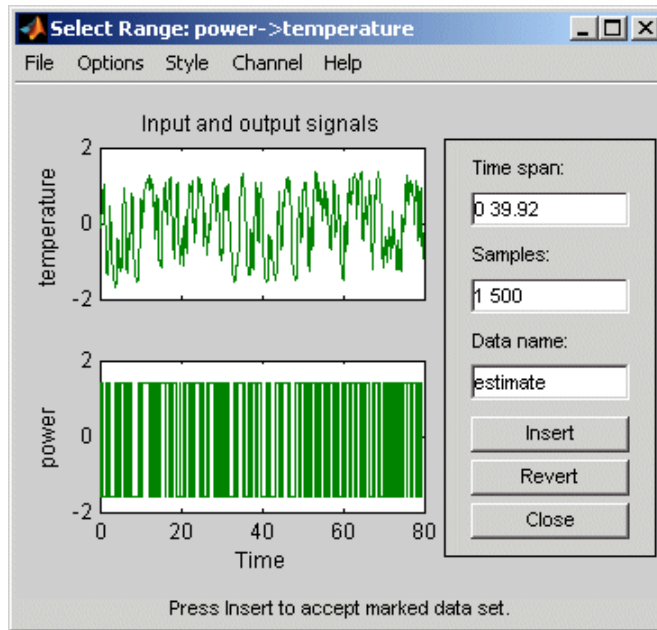 Select Range: power->temperature
File Options Style Channel Help
Input and output signals
2
0
-2
temperature
2
0
-2
power
0 20 40 60 80
Time
Time span:
0 39.92
Samples:
1 500
Data name:
estimate
Insert
Revert
Close
Press Insert to accept marked data set.